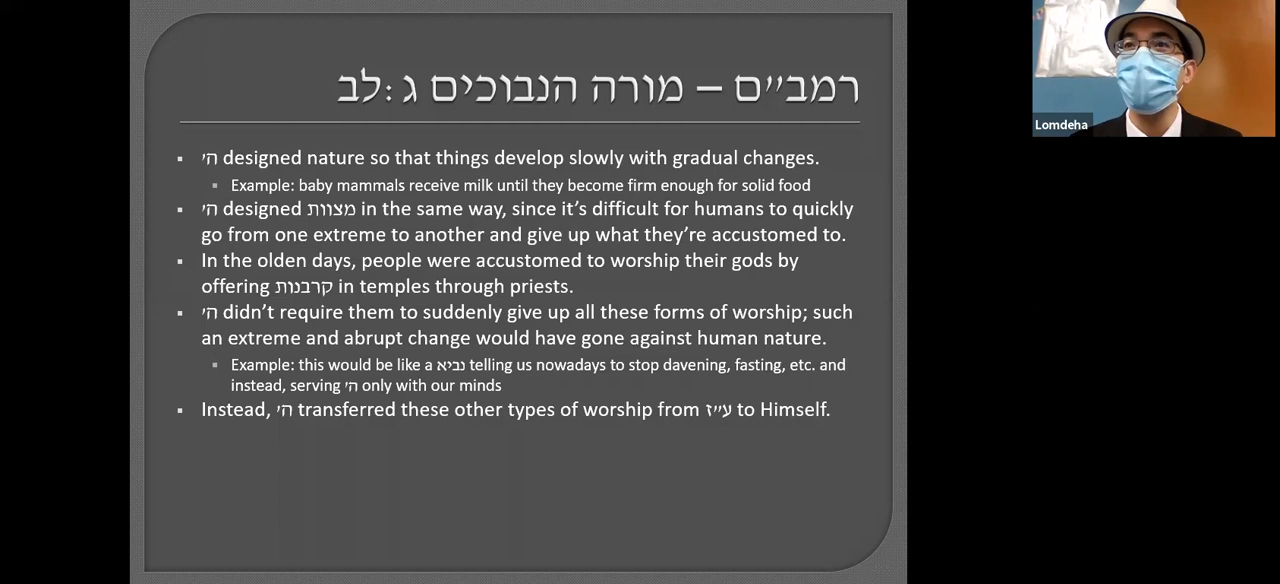 רמב״ם – מורה הנבוכים ג:לב
▪ ה׳ designed nature so that things develop slowly with gradual changes.
▪ Example: baby mammals receive milk until they become firm enough for solid food
▪ ה׳ designed מצוות in the same way, since it’s difficult for humans to quickly
go from one extreme to another and give up what they’re accustomed to.
▪ In the olden days, people were accustomed to worship their gods by
offering קרבנות in temples through priests.
▪ ה׳ didn’t require them to suddenly give up all these forms of worship; such
an extreme and abrupt change would have gone against human nature.
▪ Example: this would be like a נביא telling us nowadays to stop davening, fasting, etc. and
instead, serving ה׳ only with our minds
▪ Instead, ה׳ transferred these other types of worship from ע״ז to Himself.
Lomdeha